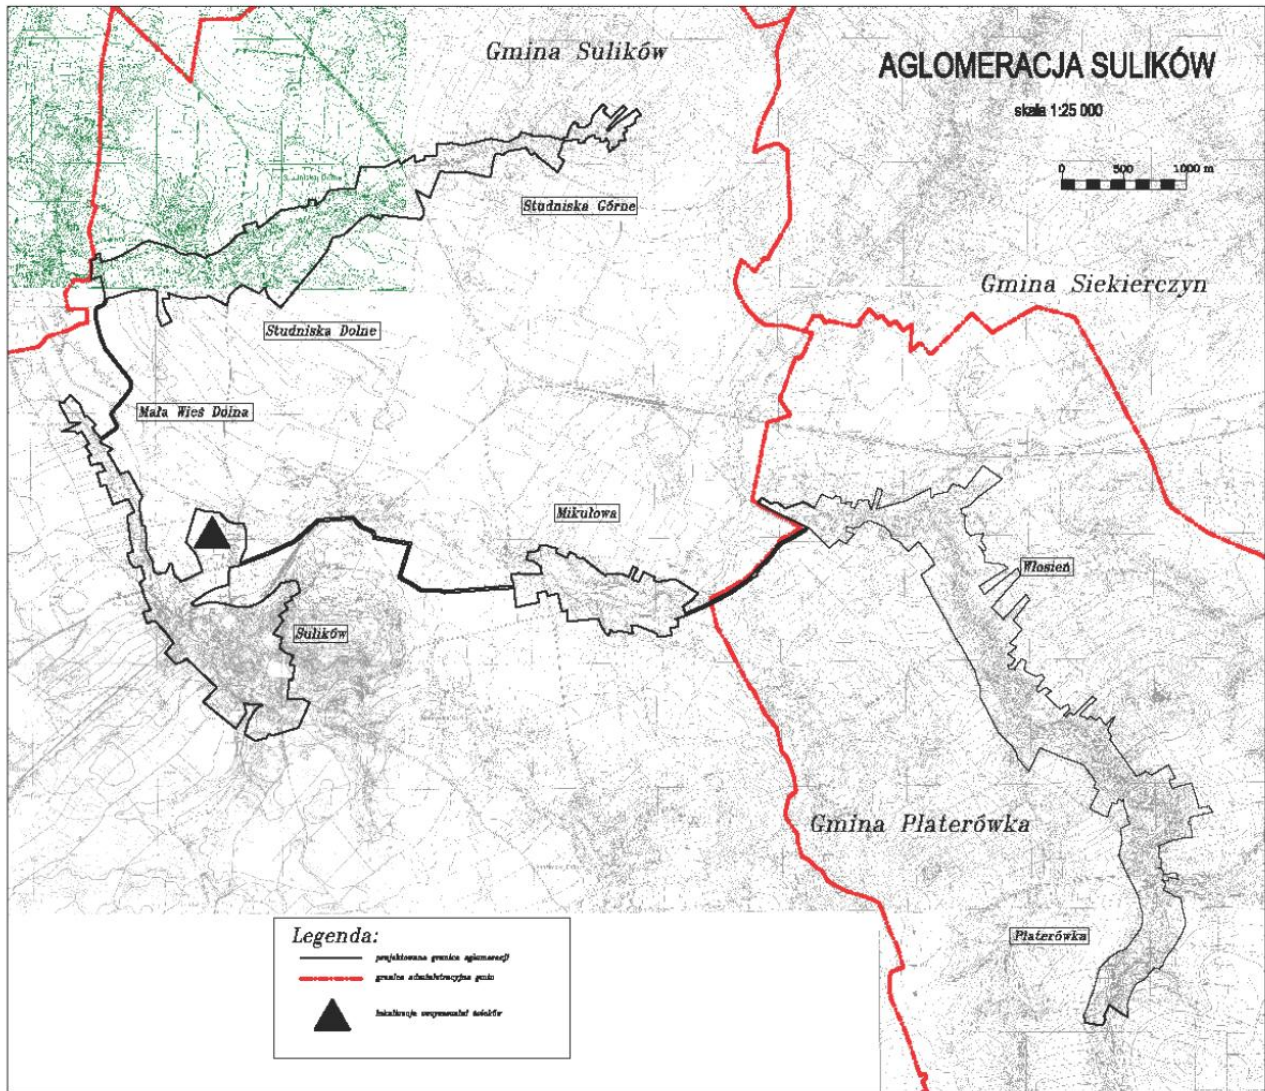 Gmina Sulików
AGLOMERACJA SULIKÓW
skala 1:25 000
0 500 1000 m
Studniska Górne
Gmina Siekierczyn
Studniska Dolne
Mała Wieś Dolna
Mikułowa
Włosień
Sulików
Gmina Platerówka
Platerówka
Legenda:
projektowana granica aglomeracji
granica administracyjna gmin
lokalizacja oczyszczalni ścieków